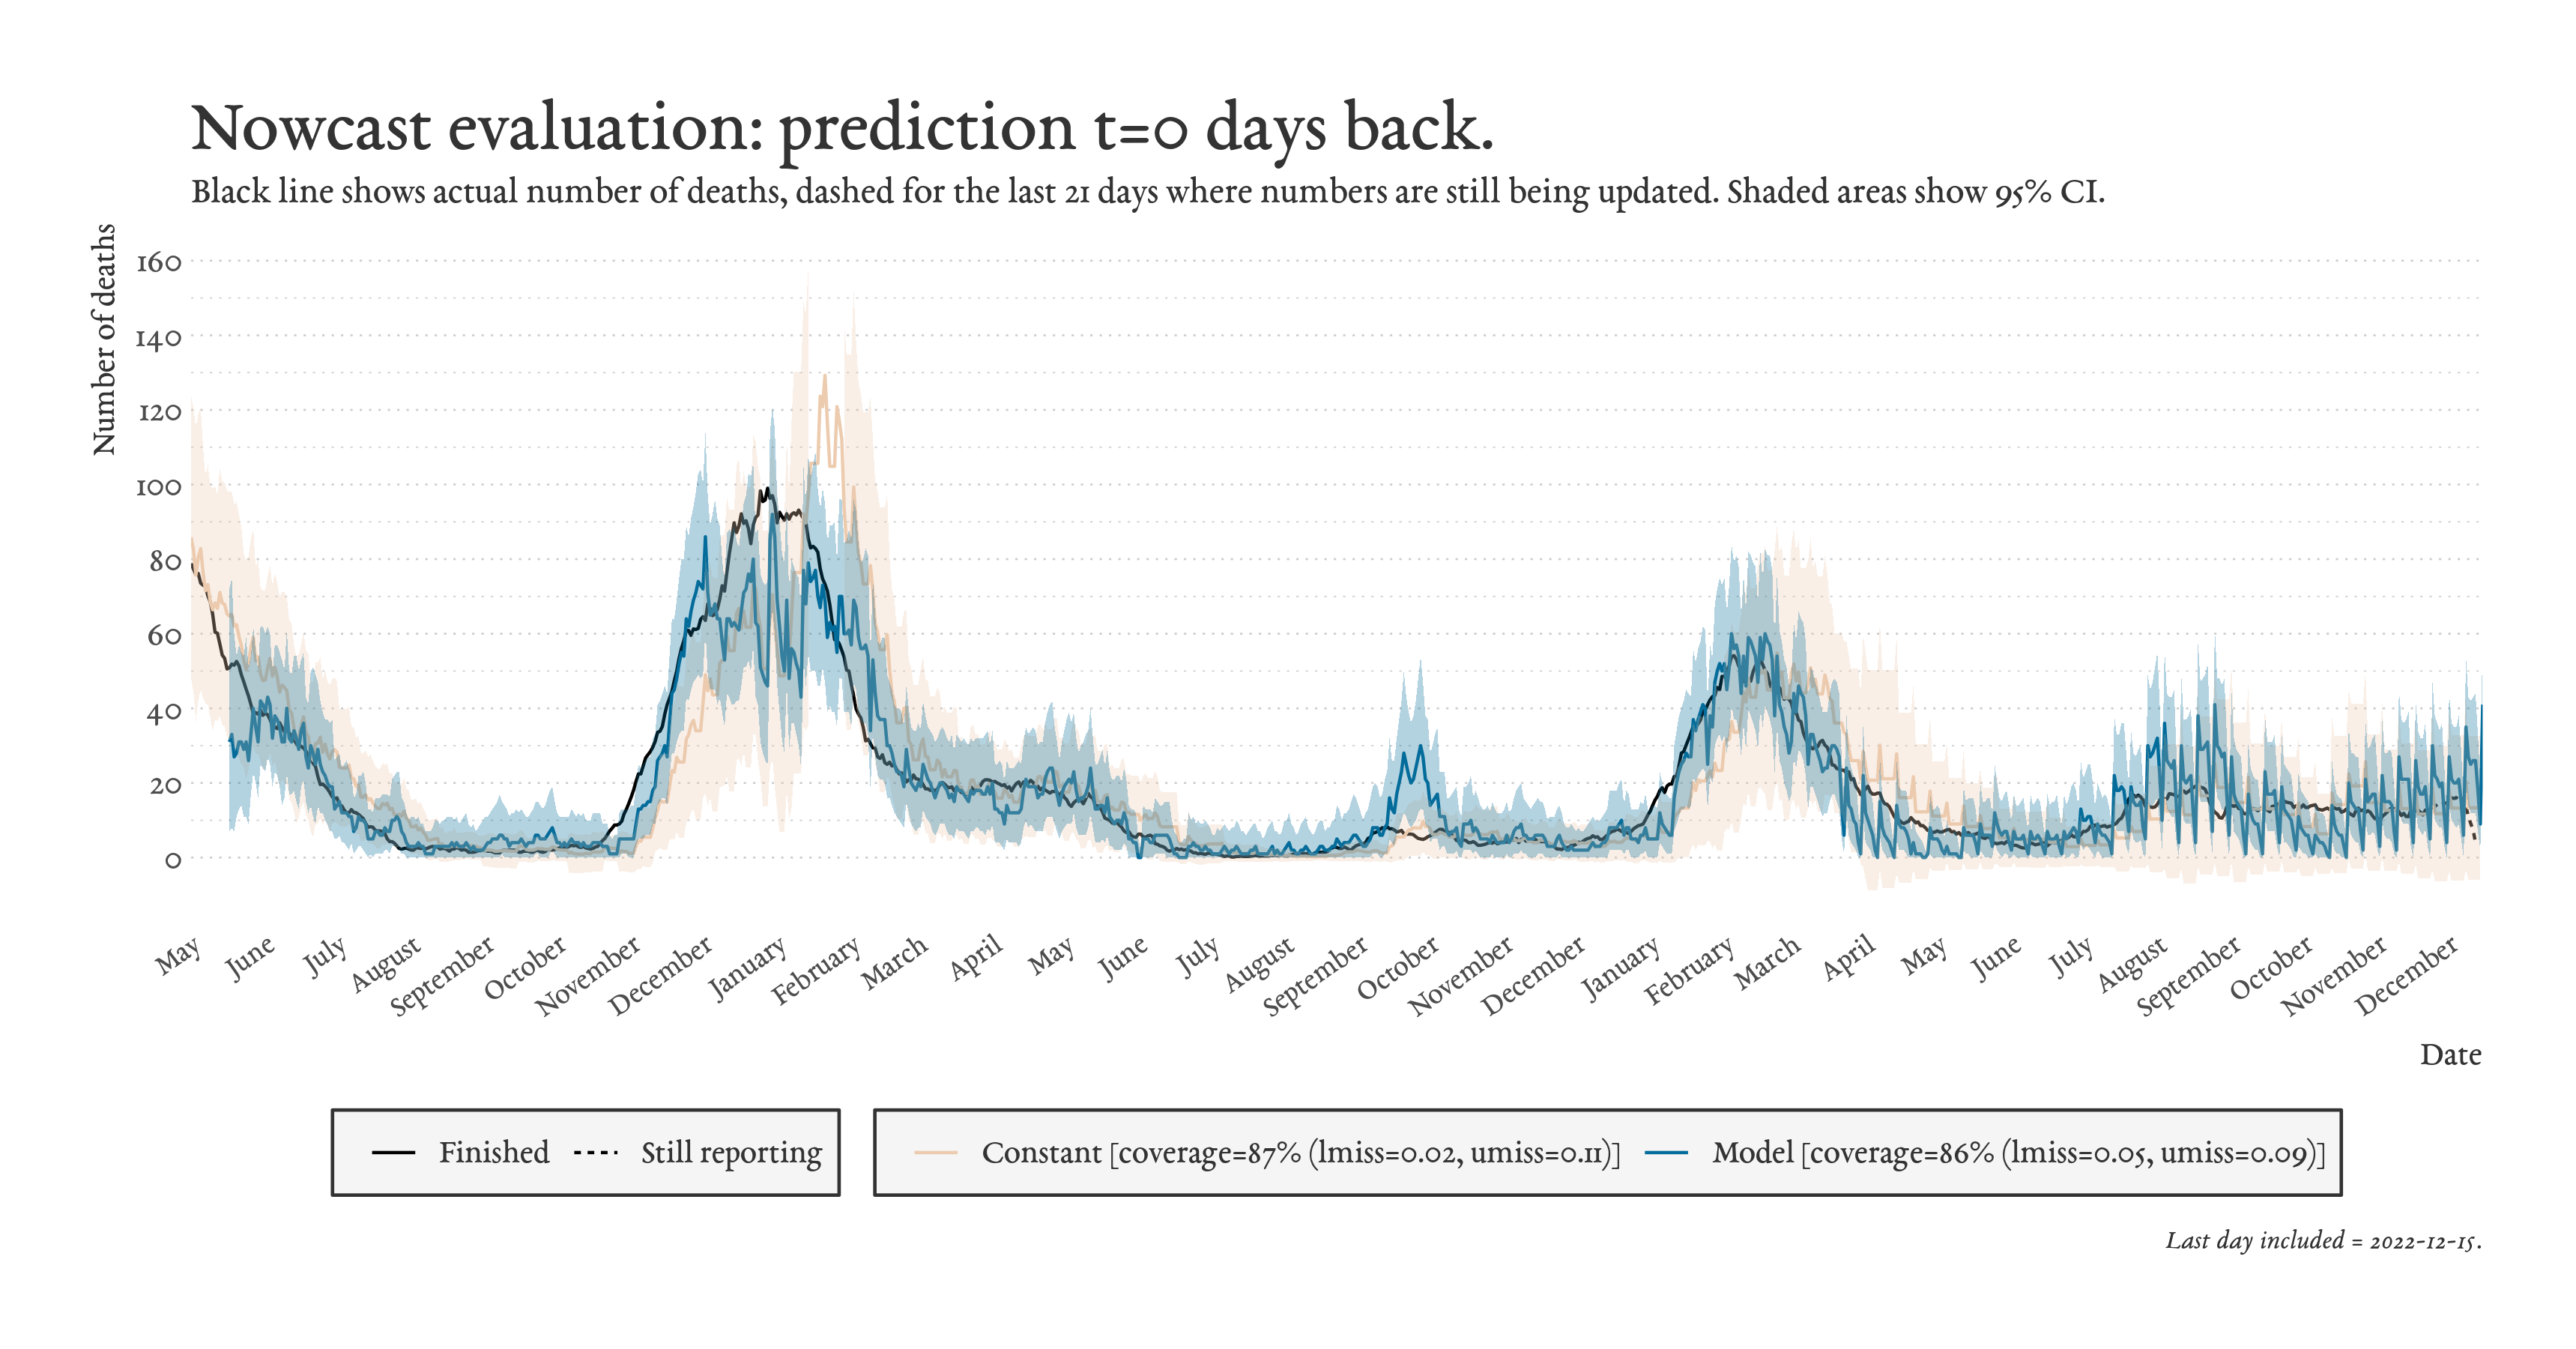 Nowcast evaluation: prediction t=0 days back.
Black line shows actual number of deaths, dashed for the last 21 days where numbers are still being updated. Shaded areas show 95% CI.
Number of deaths
160
140
120
100
80
60
40
20
0
May June July August September October November December January February March April May June July August September October November December January February March April May June July August September October November December
Date
Finished Still reporting Constant [coverage=87% (lmiss=0.02, umiss=0.11)] Model [coverage=86% (lmiss=0.05, umiss=0.09)]
Last day included = 2022-12-15.